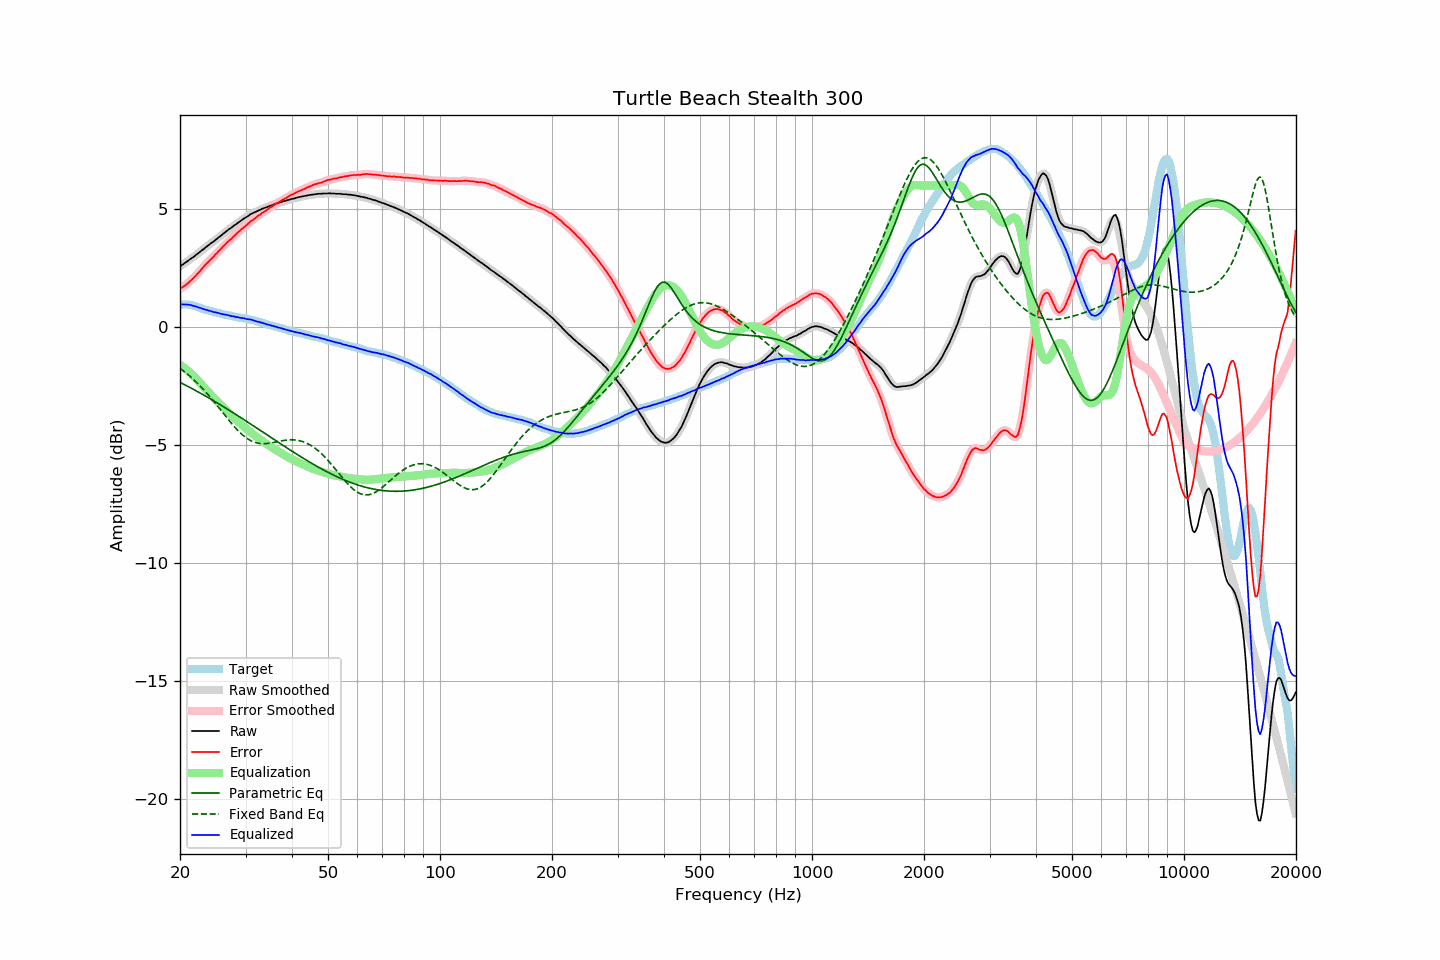 Turtle Beach Stealth 300
Amplitude (dBr)
5
0
−5
−10
−15
−20
Target
Raw Smoothed
Error Smoothed
Raw
Error
Equalization
Parametric Eq
Fixed Band Eq
Equalized
20 50 100 200 500 1000 2000 5000 10000 20000
Frequency (Hz)